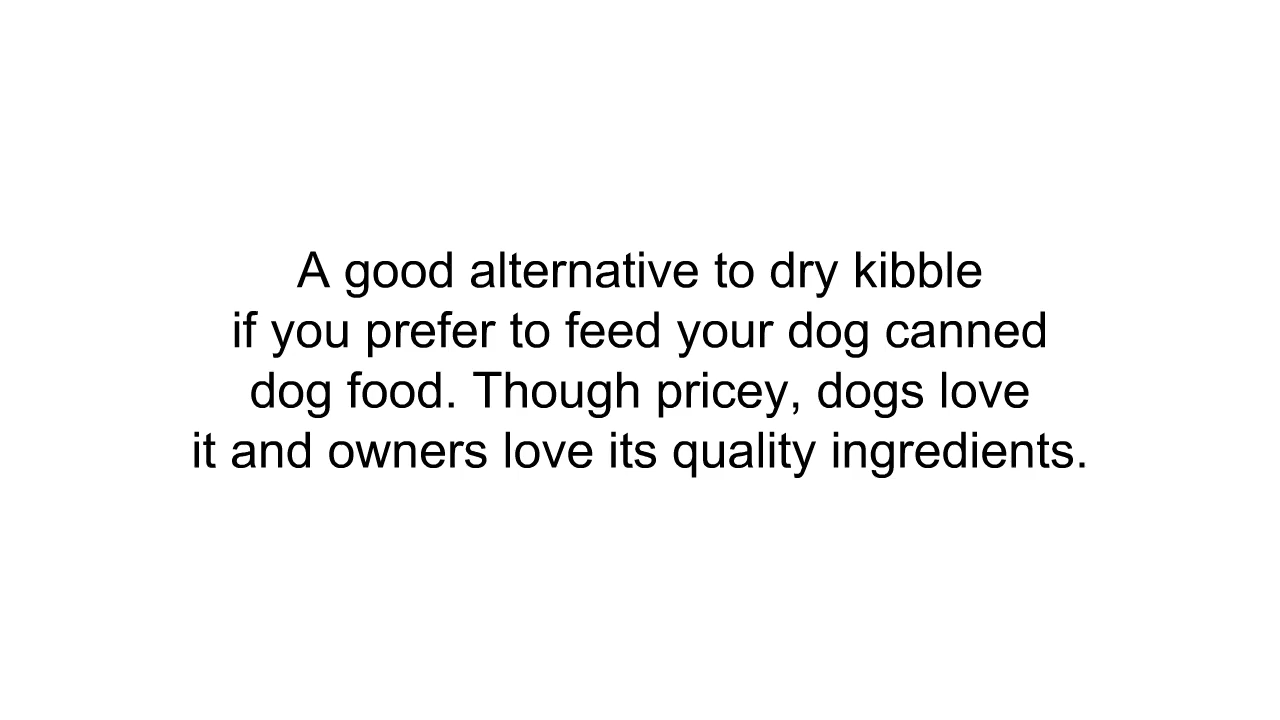 A good alternative to dry kibble
if you prefer to feed your dog canned
dog food. Though pricey, dogs love
it and owners love its quality ingredients.